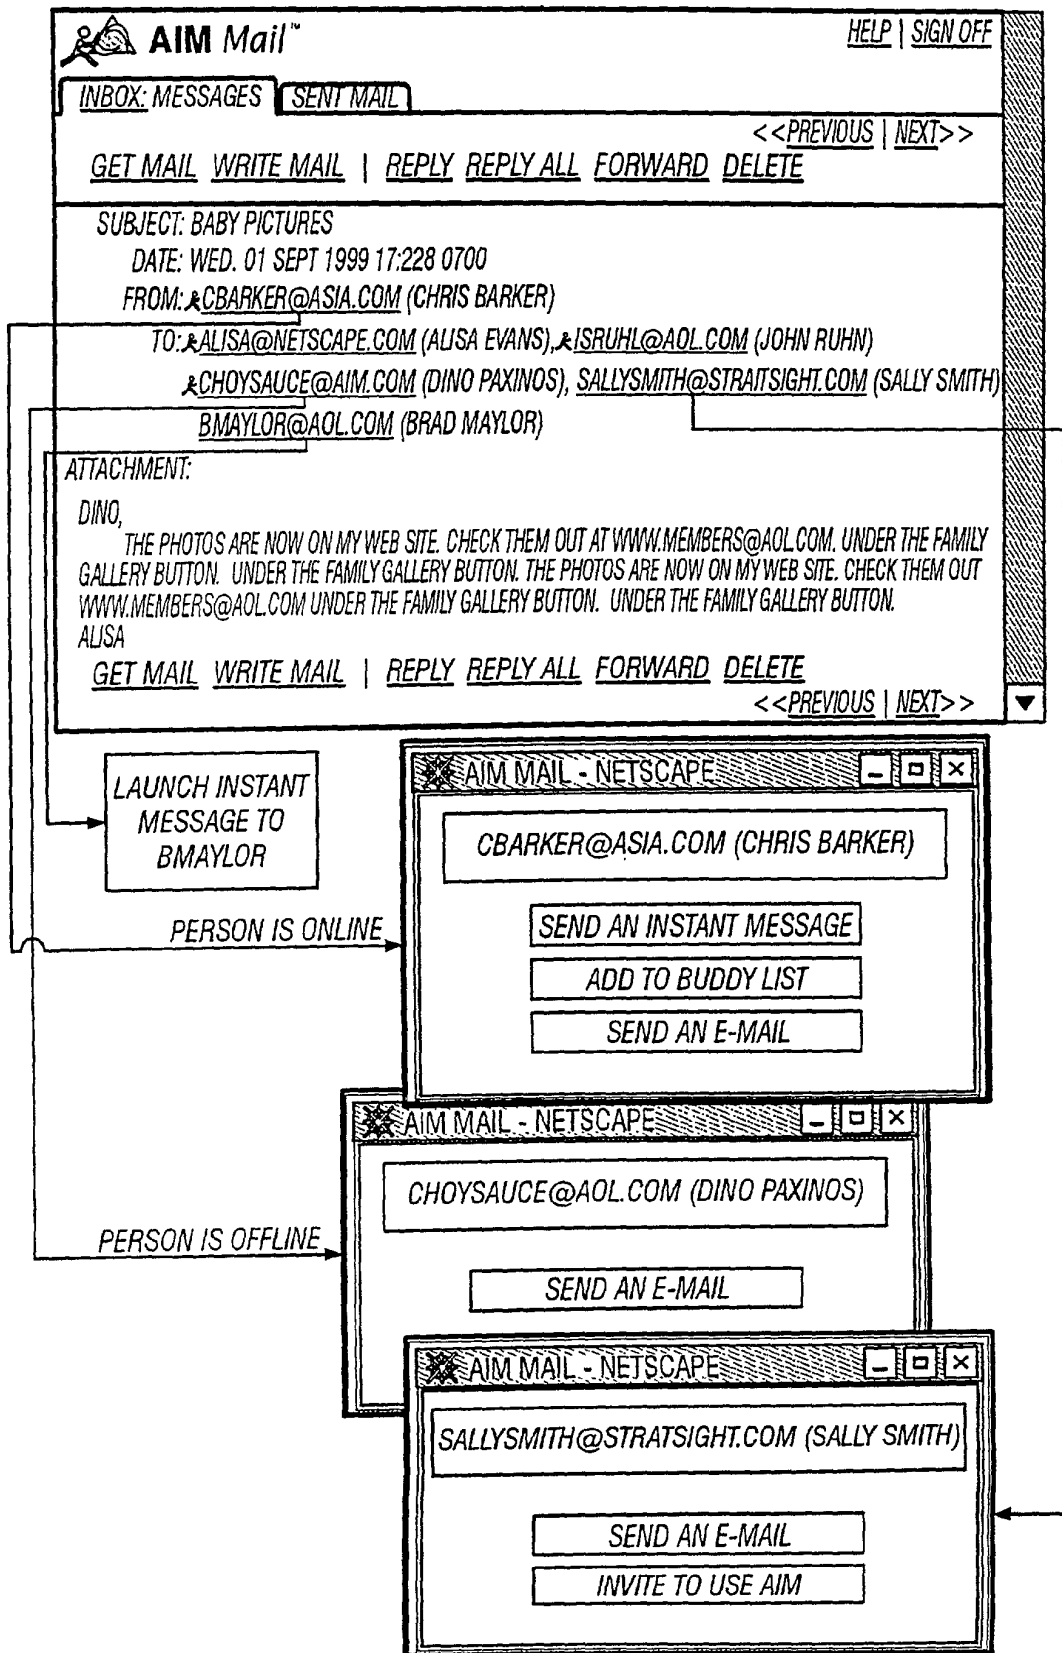 AIM Mail™
HELP | SIGN OFF
INBOX: MESSAGES SENT MAIL
<<PREVIOUS | NEXT>>
GET MAIL WRITE MAIL | REPLY REPLY ALL FORWARD DELETE
SUBJECT: BABY PICTURES
DATE: WED. 01 SEPT 1999 17:228 0700
FROM: CBARKER@ASIA.COM (CHRIS BARKER)
TO: ALISA@NETSCAPE.COM (ALISA EVANS), ISRUHL@AOL.COM (JOHN RUHN)
CHOYSAUCE@AIM.COM (DINO PAXINOS), SALLYSMITH@STRAITSIGHT.COM (SALLY SMITH)
BMAYLOR@AOL.COM (BRAD MAYLOR)
ATTACHMENT:
DINO,
THE PHOTOS ARE NOW ON MY WEB SITE. CHECK THEM OUT AT WWW.MEMBERS@AOL.COM. UNDER THE FAMILY
GALLERY BUTTON. UNDER THE FAMILY GALLERY BUTTON. THE PHOTOS ARE NOW ON MY WEB SITE. CHECK THEM OUT
WWW.MEMBERS@AOL.COM UNDER THE FAMILY GALLERY BUTTON. UNDER THE FAMILY GALLERY BUTTON.
ALISA
GET MAIL WRITE MAIL | REPLY REPLY ALL FORWARD DELETE
<<PREVIOUS | NEXT>>
LAUNCH INSTANT
MESSAGE TO
BMAYLOR
AIM MAIL - NETSCAPE
CBARKER@ASIA.COM (CHRIS BARKER)
PERSON IS ONLINE
SEND AN INSTANT MESSAGE
ADD TO BUDDY LIST
SEND AN E-MAIL
AIM MAIL - NETSCAPE
CHOYSAUCE@AOL.COM (DINO PAXINOS)
PERSON IS OFFLINE
SEND AN E-MAIL
AIM MAIL - NETSCAPE
SALLYSMITH@STRATSIGHT.COM (SALLY SMITH)
SEND AN E-MAIL
INVITE TO USE AIM